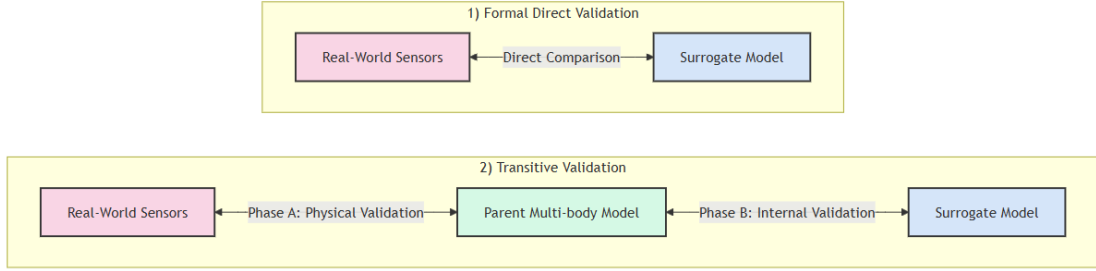 1) Formal Direct Validation
Real-World Sensors
Direct Comparison
Surrogate Model
2) Transitive Validation
Real-World Sensors
Phase A: Physical Validation
Parent Multi-body Model
Phase B: Internal Validation
Surrogate Model